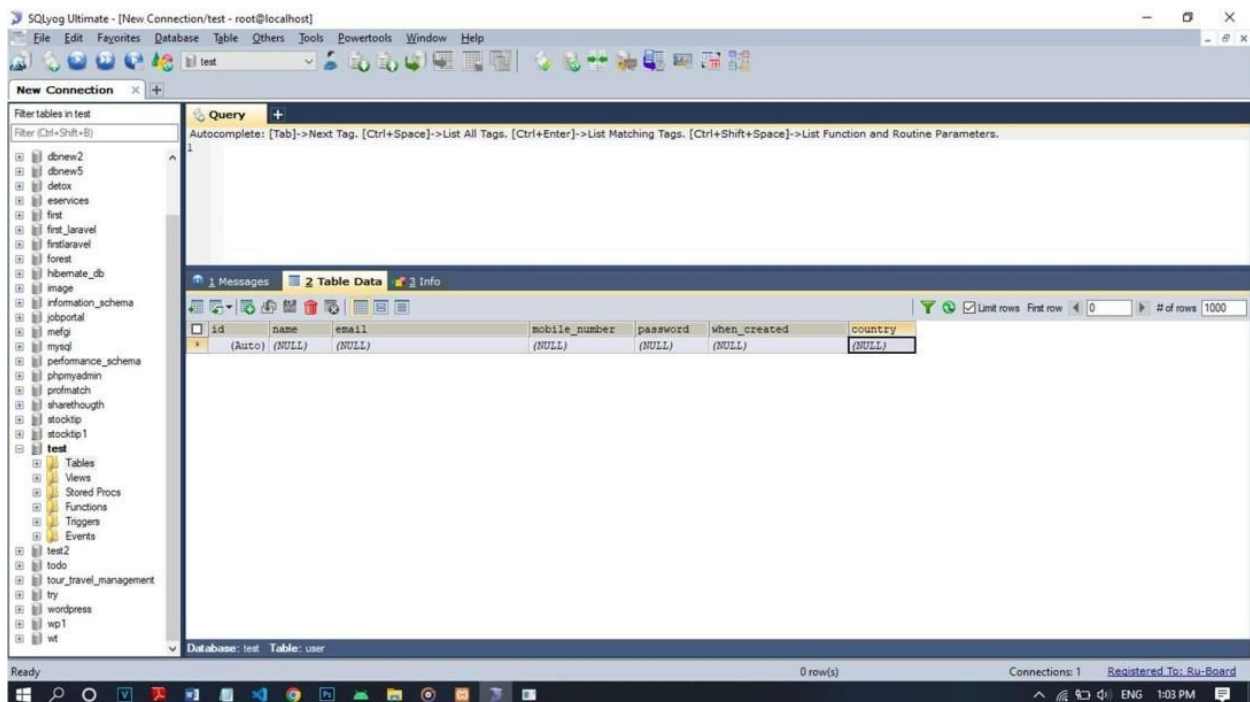 SQLyog Ultimate - [New Connection/test - root@localhost]
File Edit Favorites Database Table Others Tools Powertools Window Help
test
New Connection
Filter tables in test
Filter (Ctrl+Shift+B)
dbnew2
dbnew5
detox
eservices
first
first_laravel
firstlaravel
forest
hibernate_db
image
information_schema
jobportal
mefgi
mysql
performance_schema
phpmyadmin
profmatch
sharethougth
stocktip
stocktip1
test
Tables
Views
Stored Procs
Functions
Triggers
Events
test2
todo
tour_travel_management
try
wordpress
wp1
wt
Query
Autocomplete: [Tab]->Next Tag. [Ctrl+Space]->List All Tags. [Ctrl+Enter]->List Matching Tags. [Ctrl+Shift+Space]->List Function and Routine Parameters.
1
1 Messages 2 Table Data 3 Info
Limit rows First row 0 # of rows 1000
id name email mobile_number password when_created country
* (Auto) (NULL) (NULL) (NULL) (NULL) (NULL) (NULL)
Database: test Table: user
Ready 0 row(s) Connections: 1 Registered To: Ru-Board
ENG 1:03 PM